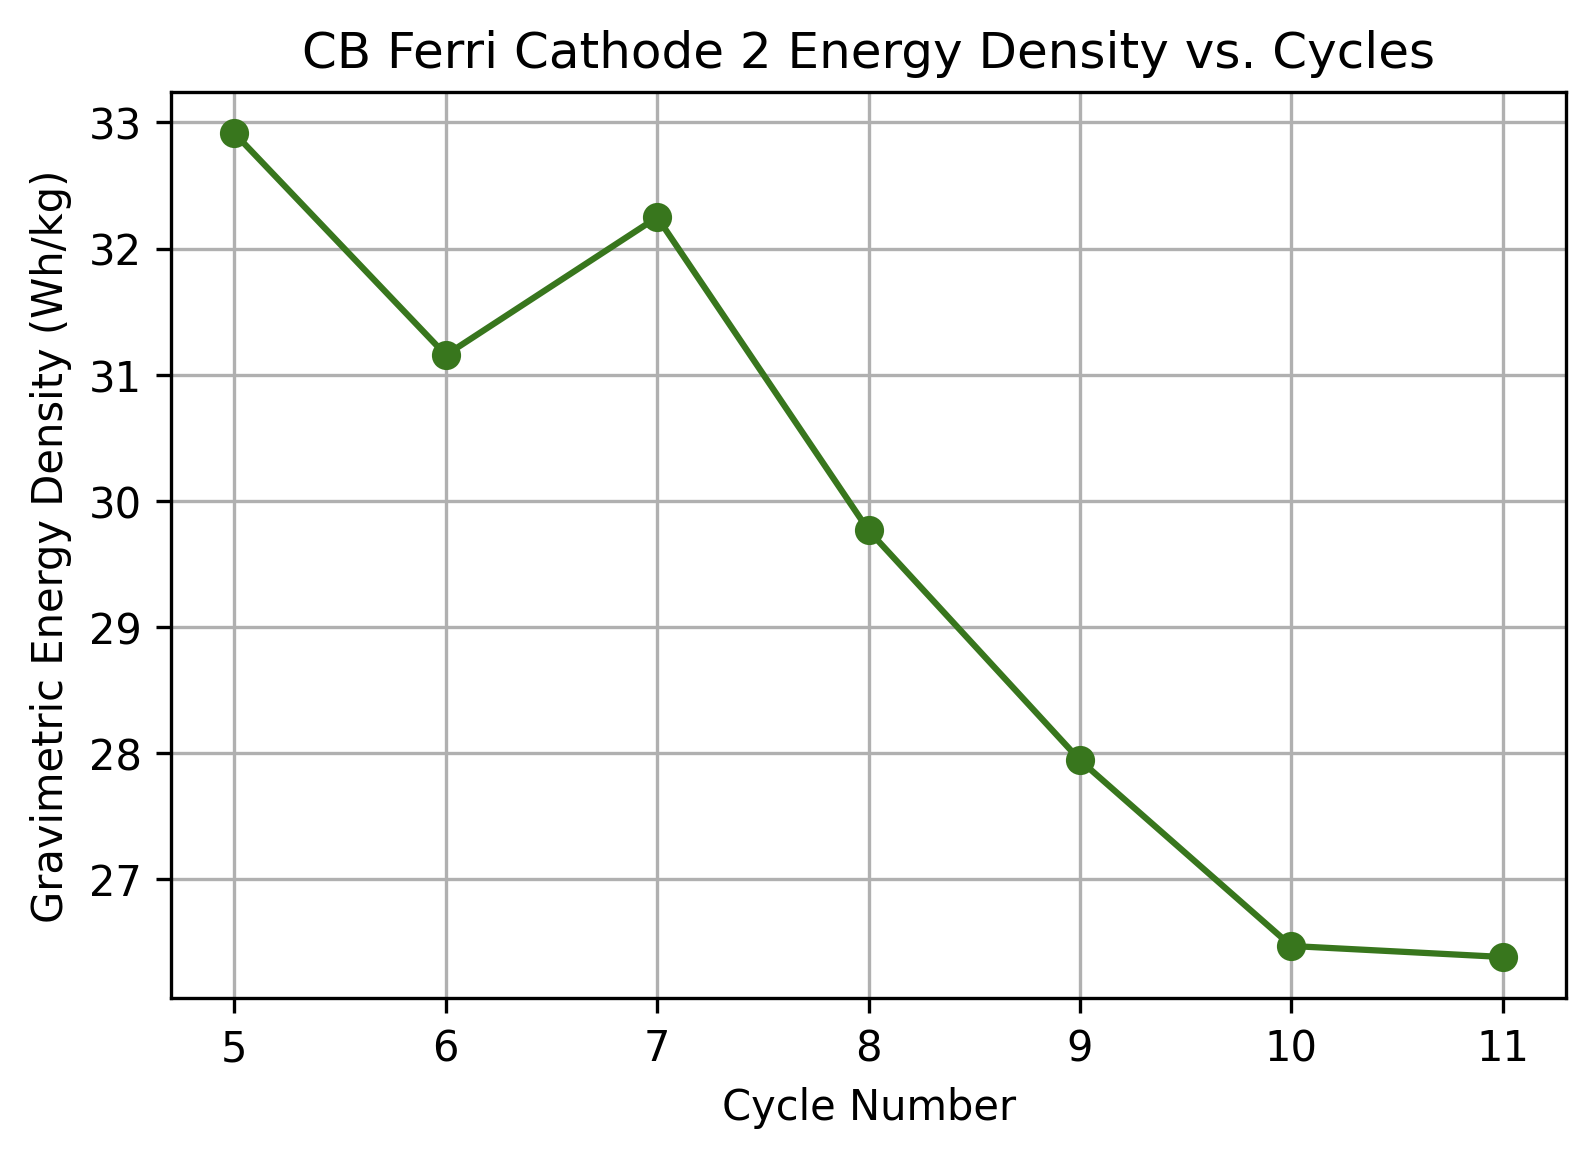 CB Ferri Cathode 2 Energy Density vs. Cycles
Gravimetric Energy Density (Wh/kg)
33
32
31
30
29
28
27
5 6 7 8 9 10 11
Cycle Number